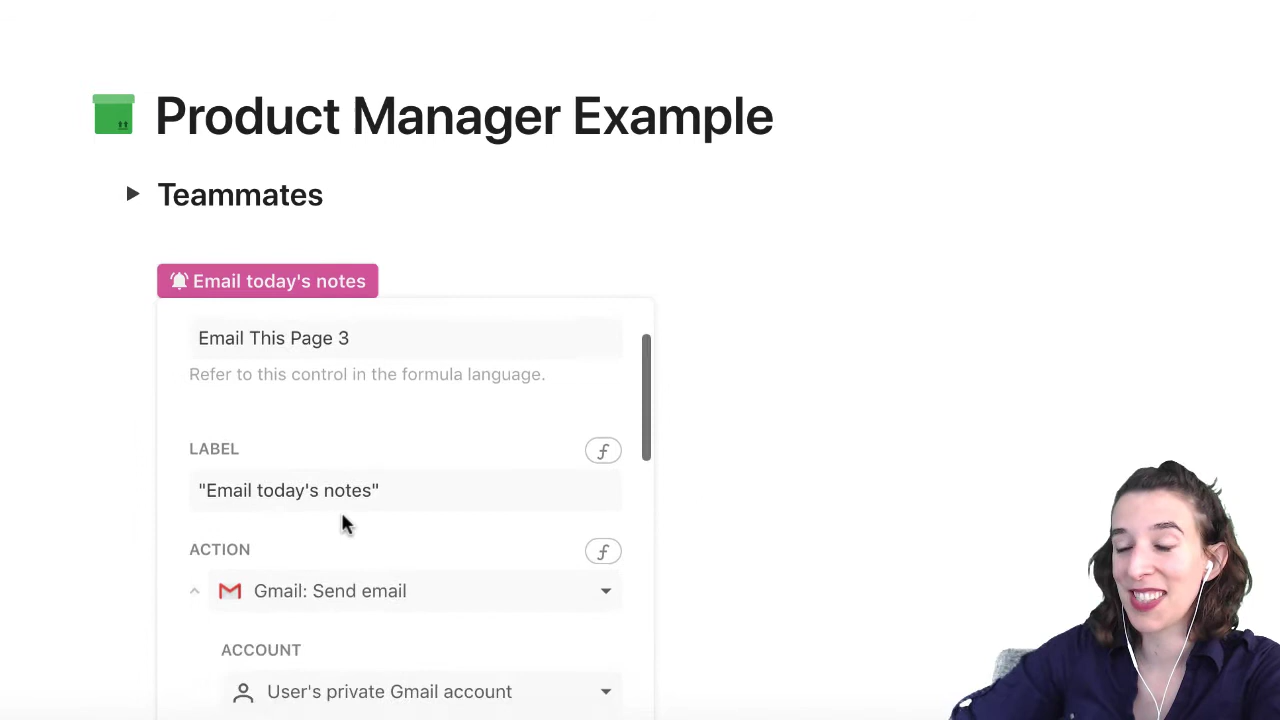 Product Manager Example
Teammates
Email today's notes
Email This Page 3
Refer to this control in the formula language.
LABEL
f
"Email today's notes"
ACTION
f
Gmail: Send email
ACCOUNT
User's private Gmail account